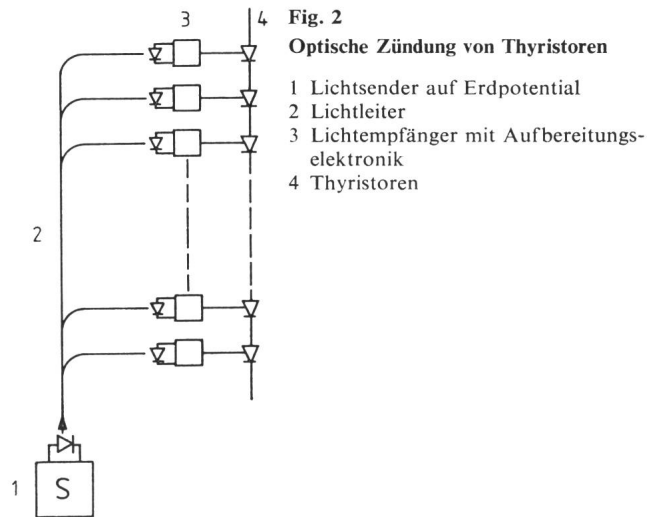 3
4
Fig. 2
Optische Zündung von Thyristoren
1 Lichtsender auf Erdpotential
2 Lichtleiter
3 Lichtempfänger mit Aufbereitungs-
elektronik
4 Thyristoren
2
1
S